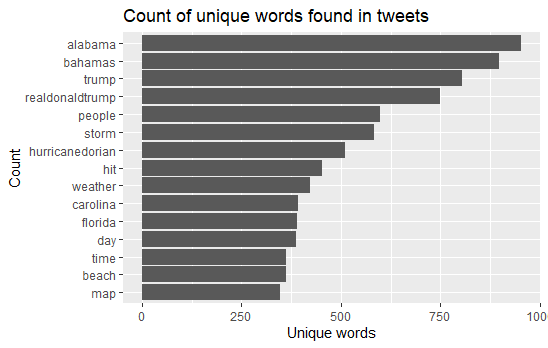 Count of unique words found in tweets
alabama
bahamas
trump
realdonaldtrump
people
storm
hurricanedorian
hit
weather
carolina
florida
day
time
beach
map
Count
0 250 500 750 100
Unique words